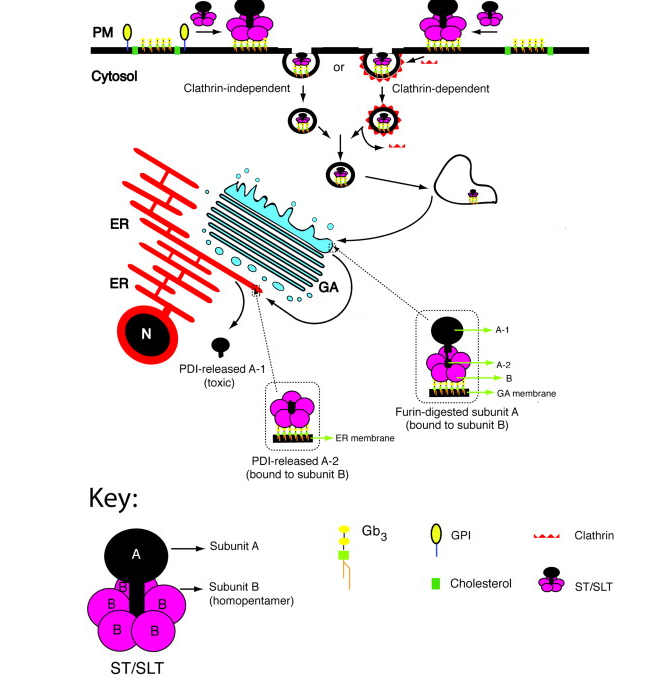 PM
Cytosol
or
Clathrin-independent
Clathrin-dependent
ER
ER
GA
N
PDI-released A-1
(toxic)
A-1
A-2
B
GA membrane
Furin-digested subunit A
(bound to subunit B)
ER membrane
PDI-released A-2
(bound to subunit B)
Key:
A
Subunit A
B
B
B
B
B
Subunit B
(homopentamer)
ST/SLT
Gb3
GPI
Clathrin
Cholesterol
ST/SLT